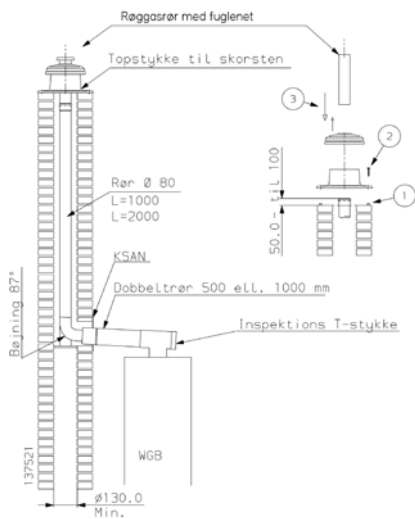 Røggasrør med fuglenet
Topstykke til skorsten
3
2
1
50.0- til 100
Rør Ø 80
L=1000
L=2000
KSAN
Dobbeltrør 500 ell. 1000 mm
Inspektions T-stykke
Bøjning 87°
WGB
137521
Ø130.0
Min.